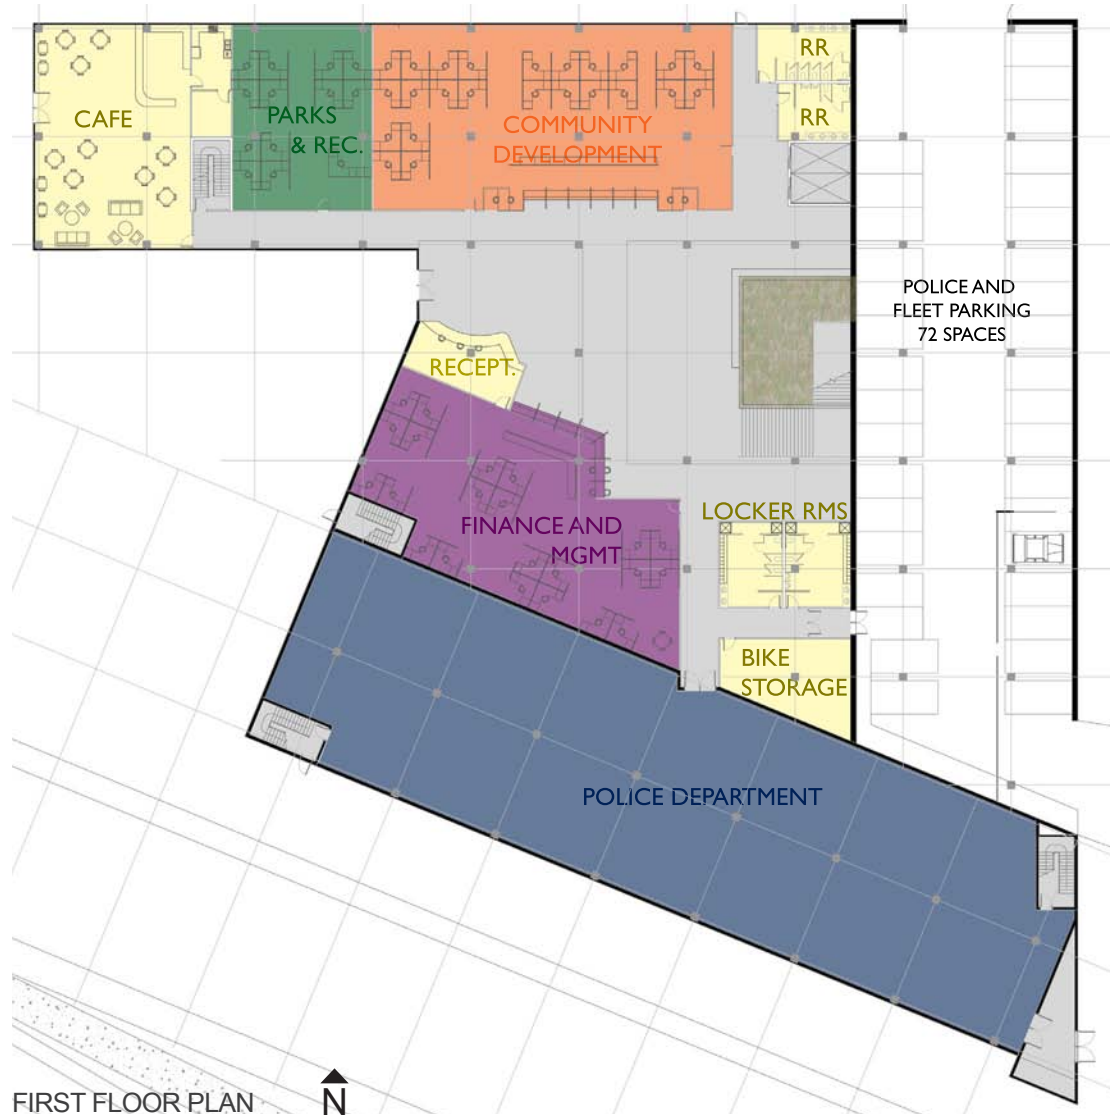 RR
CAFE
PARKS
& REC.
COMMUNITY
DEVELOPMENT
RR
POLICE AND
FLEET PARKING
72 SPACES
RECEPT.
LOCKER RMS
FINANCE AND
MGMT
BIKE
STORAGE
POLICE DEPARTMENT
FIRST FLOOR PLAN
N